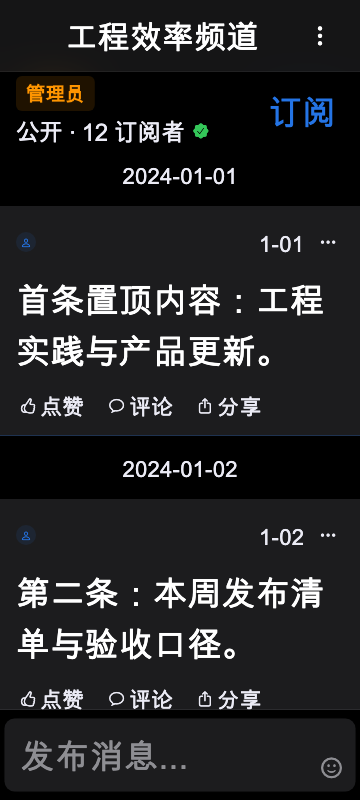 工程效率频道
管理员
公开 · 12 订阅者
订阅
2024-01-01
1-01
首条置顶内容：工程
实践与产品更新。
点赞 评论 分享
2024-01-02
1-02
第二条：本周发布清
单与验收口径。
点赞 评论 分享
发布消息...